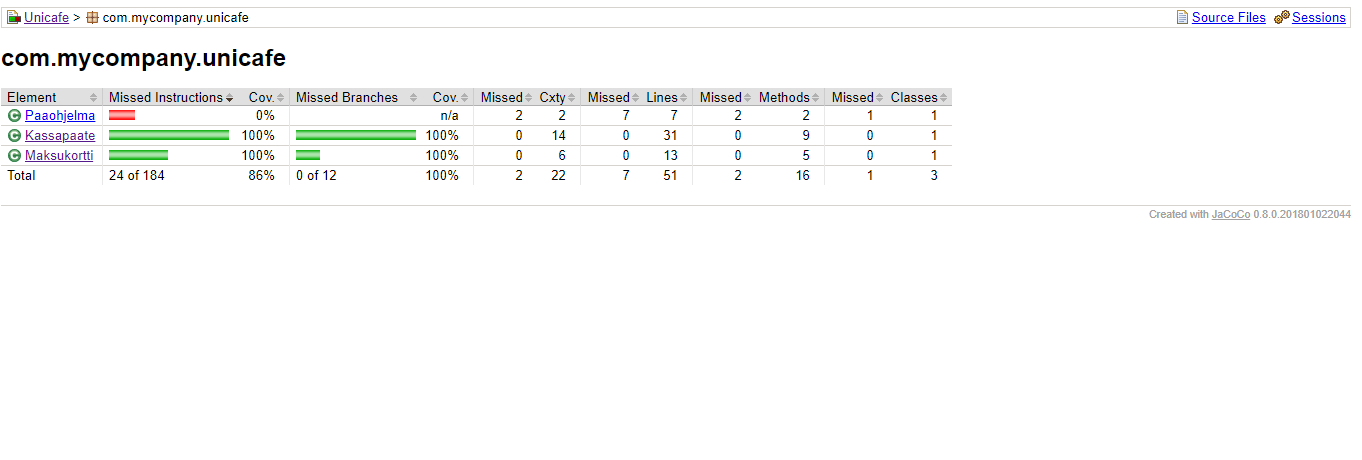 Unicafe > com.mycompany.unicafe Source Files Sessions
com.mycompany.unicafe
Element Missed Instructions Cov. Missed Branches Cov. Missed Cxty Missed Lines Missed Methods Missed Classes
Paaohjelma 0% n/a 2 2 7 7 2 2 1 1
Kassapaate 100% 100% 0 14 0 31 0 9 0 1
Maksukortti 100% 100% 0 6 0 13 0 5 0 1
Total 24 of 184 86% 0 of 12 100% 2 22 7 51 2 16 1 3
Created with JaCoCo 0.8.0.201801022044